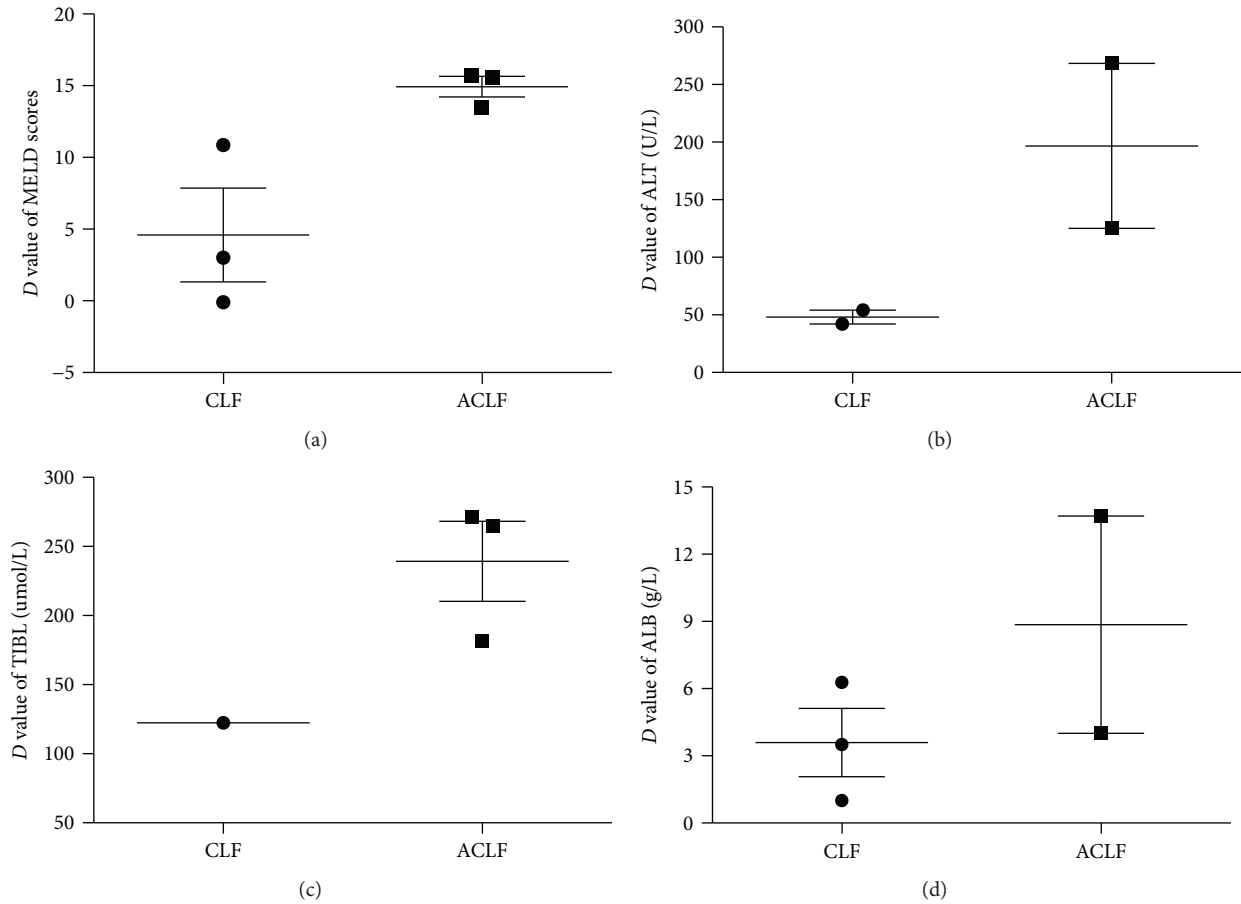 20
15
10
5
0
−5
D value of MELD scores
CLF
ACLF
(a)
300
250
200
150
100
50
0
D value of ALT (U/L)
CLF
ACLF
(b)
300
250
200
150
100
50
D value of TIBL (umol/L)
CLF
ACLF
(c)
15
12
9
6
3
0
D value of ALB (g/L)
CLF
ACLF
(d)